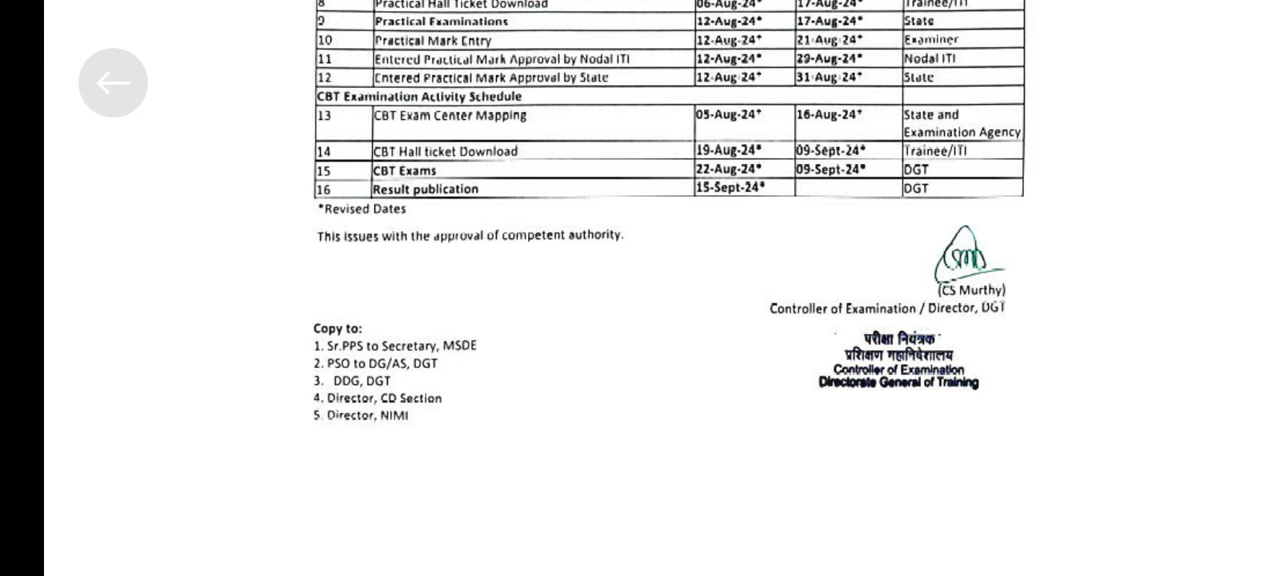 8 Practical Hall Ticket Download 06-Aug-24* 17-Aug-24* Trainee/ITI
9 Practical Examinations 12-Aug-24* 17-Aug-24* State
10 Practical Mark Entry 12-Aug-24* 21-Aug-24* Examiner
11 Entered Practical Mark Approval by Nodal ITI 12-Aug-24* 29-Aug-24* Nodal ITI
12 Entered Practical Mark Approval by State 12-Aug-24* 31-Aug-24* State
CBT Examination Activity Schedule
13 CBT Exam Center Mapping 05-Aug-24* 16-Aug-24* State and
Examination Agency
14 CBT Hall ticket Download 19-Aug-24* 09-Sept-24* Trainee/ITI
15 CBT Exams 22-Aug-24* 09-Sept-24* DGT
16 Result publication 15-Sept-24* DGT
*Revised Dates
This issues with the approval of competent authority.
(CS Murthy)
Controller of Examination / Director, DGT
परीक्षा नियंत्रक
प्रशिक्षण महानिदेशालय
Controller of Examination
Directorate General of Training
Copy to:
1. Sr.PPS to Secretary, MSDE
2. PSO to DG/AS, DGT
3. DDG, DGT
4. Director, CD Section
5. Director, NIMI